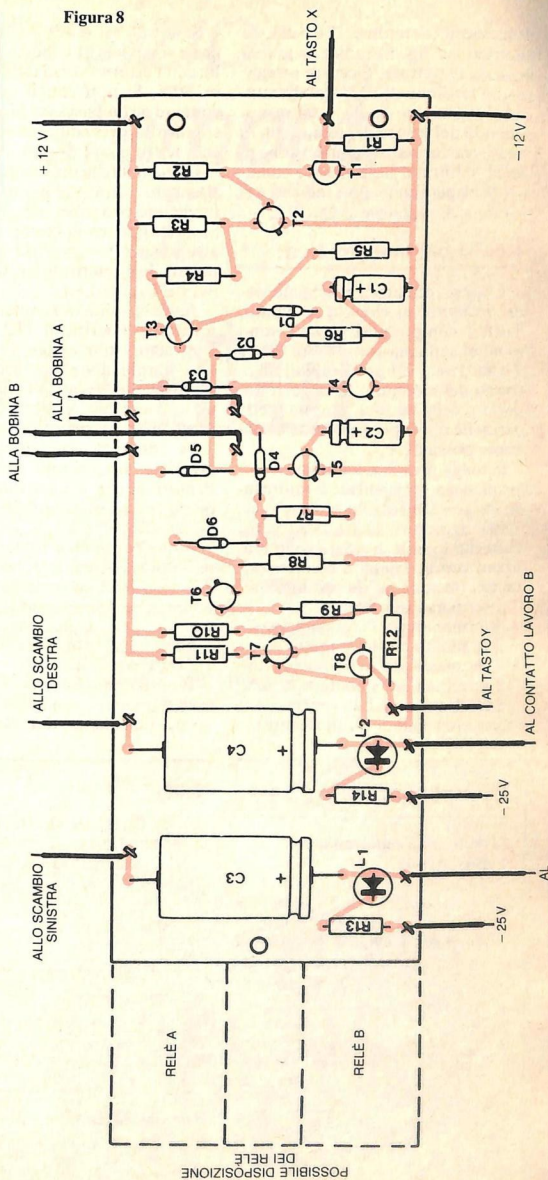 Figura 8
POSSIBILE DISPOSIZIONE
DEI RELÈ
RELÈ A
RELÈ B
ALLO SCAMBIO
SINISTRA
ALLO SCAMBIO
DESTRA
ALLA BOBINA B
ALLA BOBINA A
+ 12 V
AL TASTO X
− 12 V
AL TASTO Y
AL CONTATTO LAVORO B
− 25 V
AL
− 25 V
C3
+
R13
L1
C4
+
R14
L2
R11
R10
T6
T7
T8
R12
R9
R8
D6
R7
D5
D4
T5
C2 +
D3
D2
D1
T4
T3
R4
R3
R2
R6
C1 +
R5
T2
T1
R1